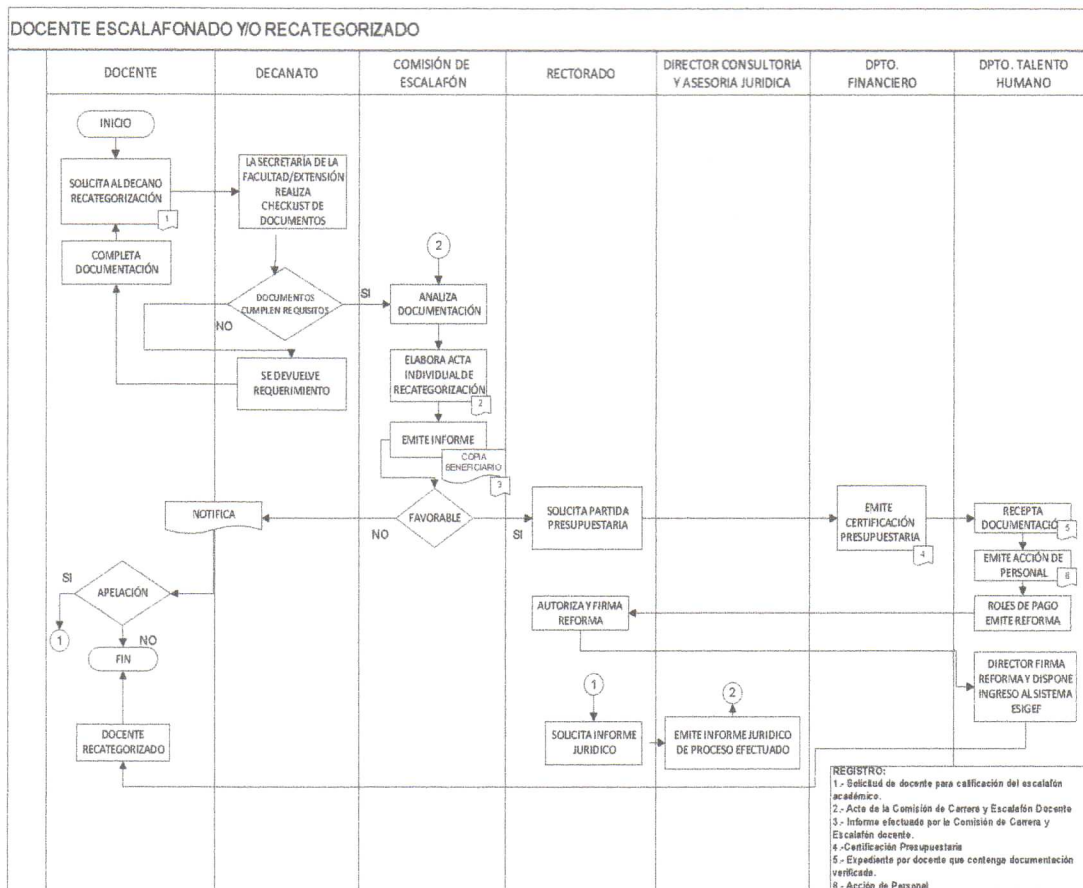 DOCENTE ESCALAFONADO Y/O RECATEGORIZADO
DOCENTE
DECANATO
COMISIÓN DE
ESCALAFÓN
RECTORADO
DIRECTOR CONSULTORIA
Y ASESORIA JURIDICA
DPTO.
FINANCIERO
DPTO. TALENTO
HUMANO
INICIO
SOLICITA AL DECANO
RECATEGORIZACIÓN
1
LA SECRETARÍA DE LA
FACULTAD/EXTENSIÓN
REALIZA
CHECKLIST DE
DOCUMENTOS
COMPLETA
DOCUMENTACIÓN
2
DOCUMENTOS
CUMPLEN REQUISITOS
SI
NO
ANALIZA
DOCUMENTACIÓN
SE DEVUELVE
REQUERIMIENTO
ELABORA ACTA
INDIVIDUAL DE
RECATEGORIZACIÓN
2
EMITE INFORME
COPIA
BENEFICIARIO
3
NOTIFICA
NO
FAVORABLE
SI
SOLICITA PARTIDA
PRESUPUESTARIA
EMITE
CERTIFICACIÓN
PRESUPUESTARIA
4
RECEPTA
DOCUMENTACIÓ
5
EMITE ACCIÓN DE
PERSONAL
6
ROLES DE PAGO
EMITE REFORMA
SI
APELACIÓN
1
NO
FIN
AUTORIZA Y FIRMA
REFORMA
DIRECTOR FIRMA
REFORMA Y DISPONE
INGRESO AL SISTEMA
ESIGEF
1
2
SOLICITA INFORME
JURIDICO
EMITE INFORME JURIDICO
DE PROCESO EFECTUADO
DOCENTE
RECATEGORIZADO
REGISTRO:
1.- Solicitud de docente para calificación del escalafón
académico.
2.- Acta de la Comisión de Carrera y Escalafón Docente
3.- Informe efectuado por la Comisión de Carrera y
Escalafón docente.
4.-Certificación Presupuestaria
5.- Expediente por docente que contenga documentación
verificada.
6.- Acción de Personal